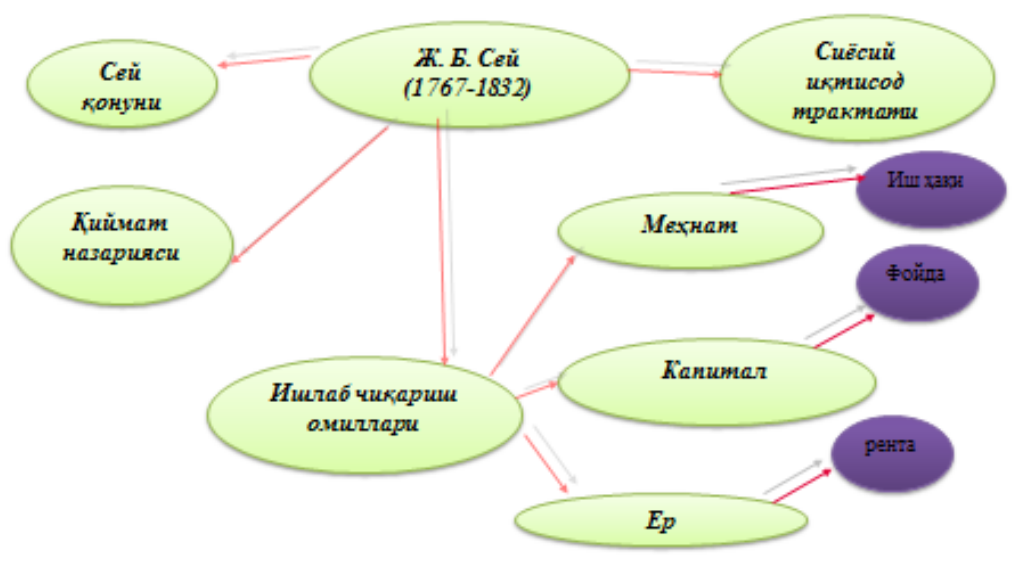 Ж. Б. Сей
(1767-1832)
Сей
қонуни
Сиёсий
иқтисод
трактати
Қиймат
назарияси
Меҳнат
Иш ҳақи
Фойда
Капитал
Ишлаб чиқариш
омиллари
рента
Ер